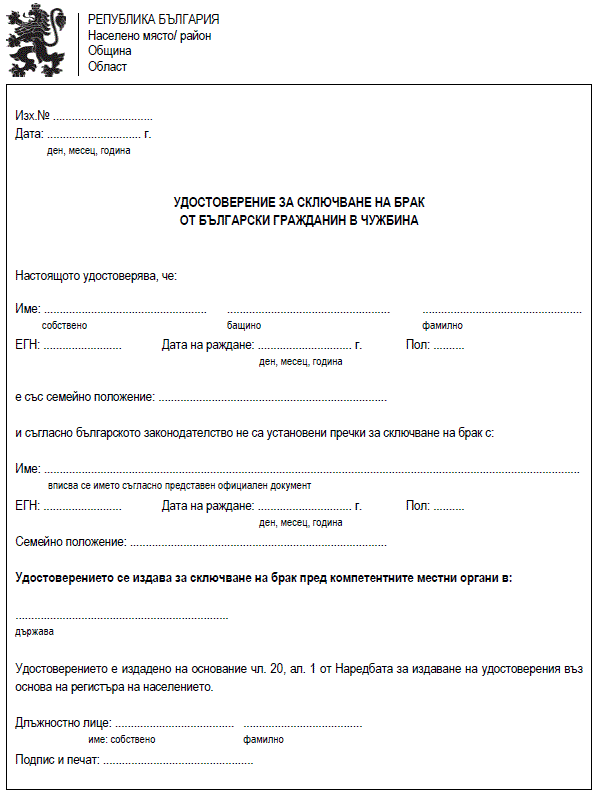 РЕПУБЛИКА БЪЛГАРИЯ
Населено място/ район
Община
Област
Изх.№ ................................
Дата: .............................. г.
ден, месец, година
УДОСТОВЕРЕНИЕ ЗА СКЛЮЧВАНЕ НА БРАК
ОТ БЪЛГАРСКИ ГРАЖДАНИН В ЧУЖБИНА
Настоящото удостоверява, че:
Име: .................................................... .................................................... ...................................................
собствено бащино фамилно
ЕГН: ......................... Дата на раждане: .............................. г. Пол: ..........
ден, месец, година
е със семейно положение: .........................................................................
и съгласно българското законодателство не са установени пречки за сключване на брак с:
Име: ...........................................................................................................................................................................
вписва се името съгласно представен официален документ
ЕГН: ......................... Дата на раждане: .............................. г. Пол: ..........
ден, месец, година
Семейно положение: ..................................................................................
Удостоверението се издава за сключване на брак пред компетентните местни органи в:
....................................................................
държава
Удостоверението е издадено на основание чл. 20, ал. 1 от Наредбата за издаване на удостоверения въз
основа на регистъра на населението.
Длъжностно лице: ...................................... ......................................
име: собствено фамилно
Подпис и печат: ................................................